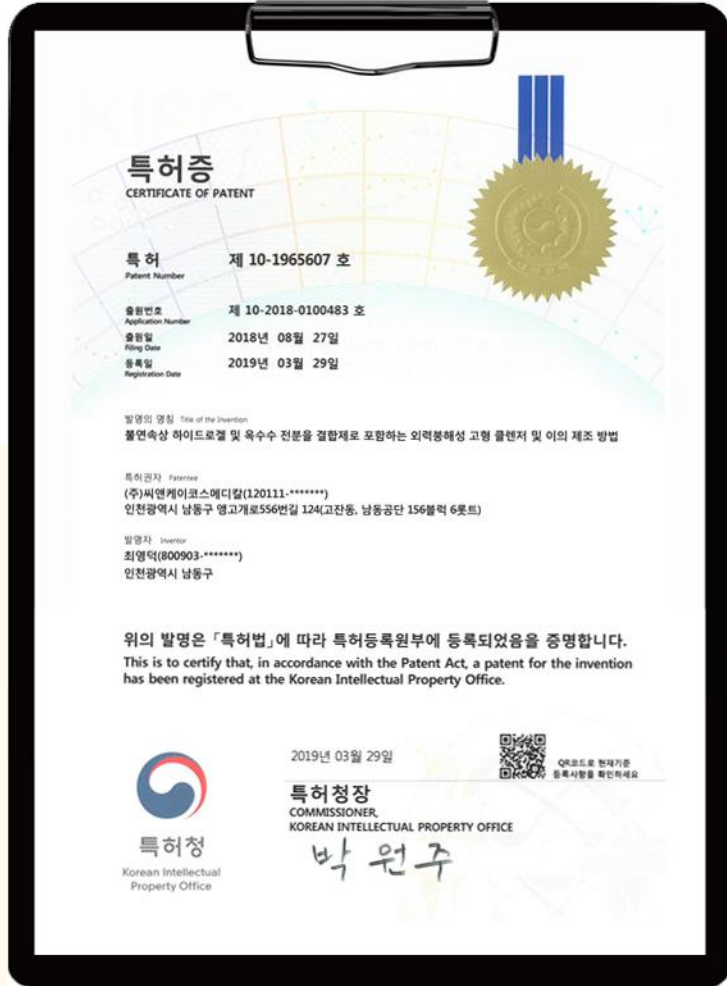 특허증
CERTIFICATE OF PATENT
특 허 제 10-1965607 호
Patent Number
출원번호 제 10-2018-0100483 호
Application Number
출원일 2018년 08월 27일
Filing Date
등록일 2019년 03월 29일
Registration Date
발명의 명칭 Title of the Invention
불연속상 하이드로겔 및 옥수수 전분을 결합제로 포함하는 외력붕해성 고형 클렌저 및 이의 제조 방법
특허권자 Patentee
(주)씨앤케이코스메디칼(120111-*******)
인천광역시 남동구 앵고개로556번길 124(고잔동, 남동공단 156블럭 6롯트)
발명자 Inventor
최영덕(800903-*******)
인천광역시 남동구
위의 발명은 「특허법」에 따라 특허등록원부에 등록되었음을 증명합니다.
This is to certify that, in accordance with the Patent Act, a patent for the invention
has been registered at the Korean Intellectual Property Office.
2019년 03월 29일
QR코드로 현재기준
등록사항을 확인하세요
특허청장
COMMISSIONER,
KOREAN INTELLECTUAL PROPERTY OFFICE
박원주
특허청
Korean Intellectual
Property Office